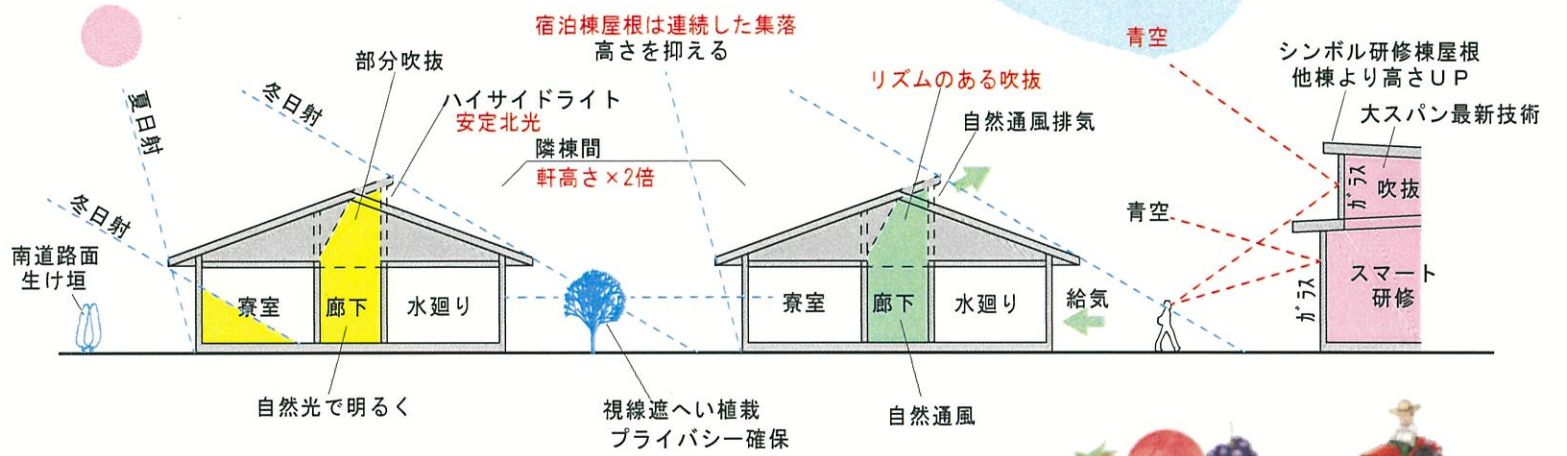 宿泊棟屋根は連続した集落
高さを抑える
青空
シンボル研修棟屋根
他棟より高さUP
部分吹抜
リズムのある吹抜
大スパン最新技術
夏日射
冬日射
ハイサイドライト
安定北光
自然通風排気
隣棟間
軒高さ×2倍
ガラス
吹抜
冬日射
青空
南道路面
生け垣
寮室
廊下
水廻り
寮室
廊下
水廻り
給気
ガラス
スマート
研修
自然光で明るく
視線遮へい植栽
プライバシー確保
自然通風